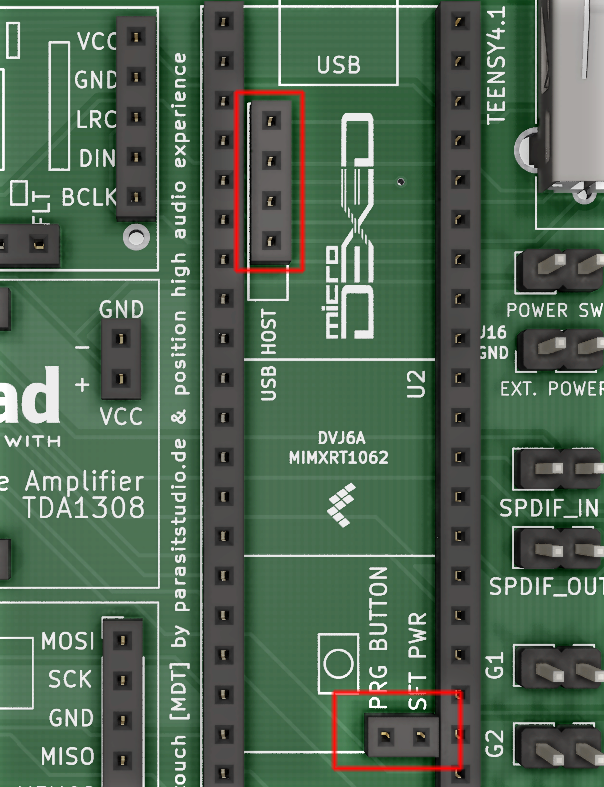 VCC
GND
LRC
DIN
BCLK
FLT
GND
-
+
VCC
ad
WITH
e Amplifier
TDA1308
MOSI
SCK
GND
MISO
touch [MDT] by parasitstudio.de & position high audio experience
USB
micro
DEXED
USB HOST
U2
DVJ6A
MIMXRT1062
PRG BUTTON
SFT PWR
TEENSY4.1
POWER SW
J16
GND
EXT. POWER
SPDIF_IN
SPDIF_OUT
G1
G2